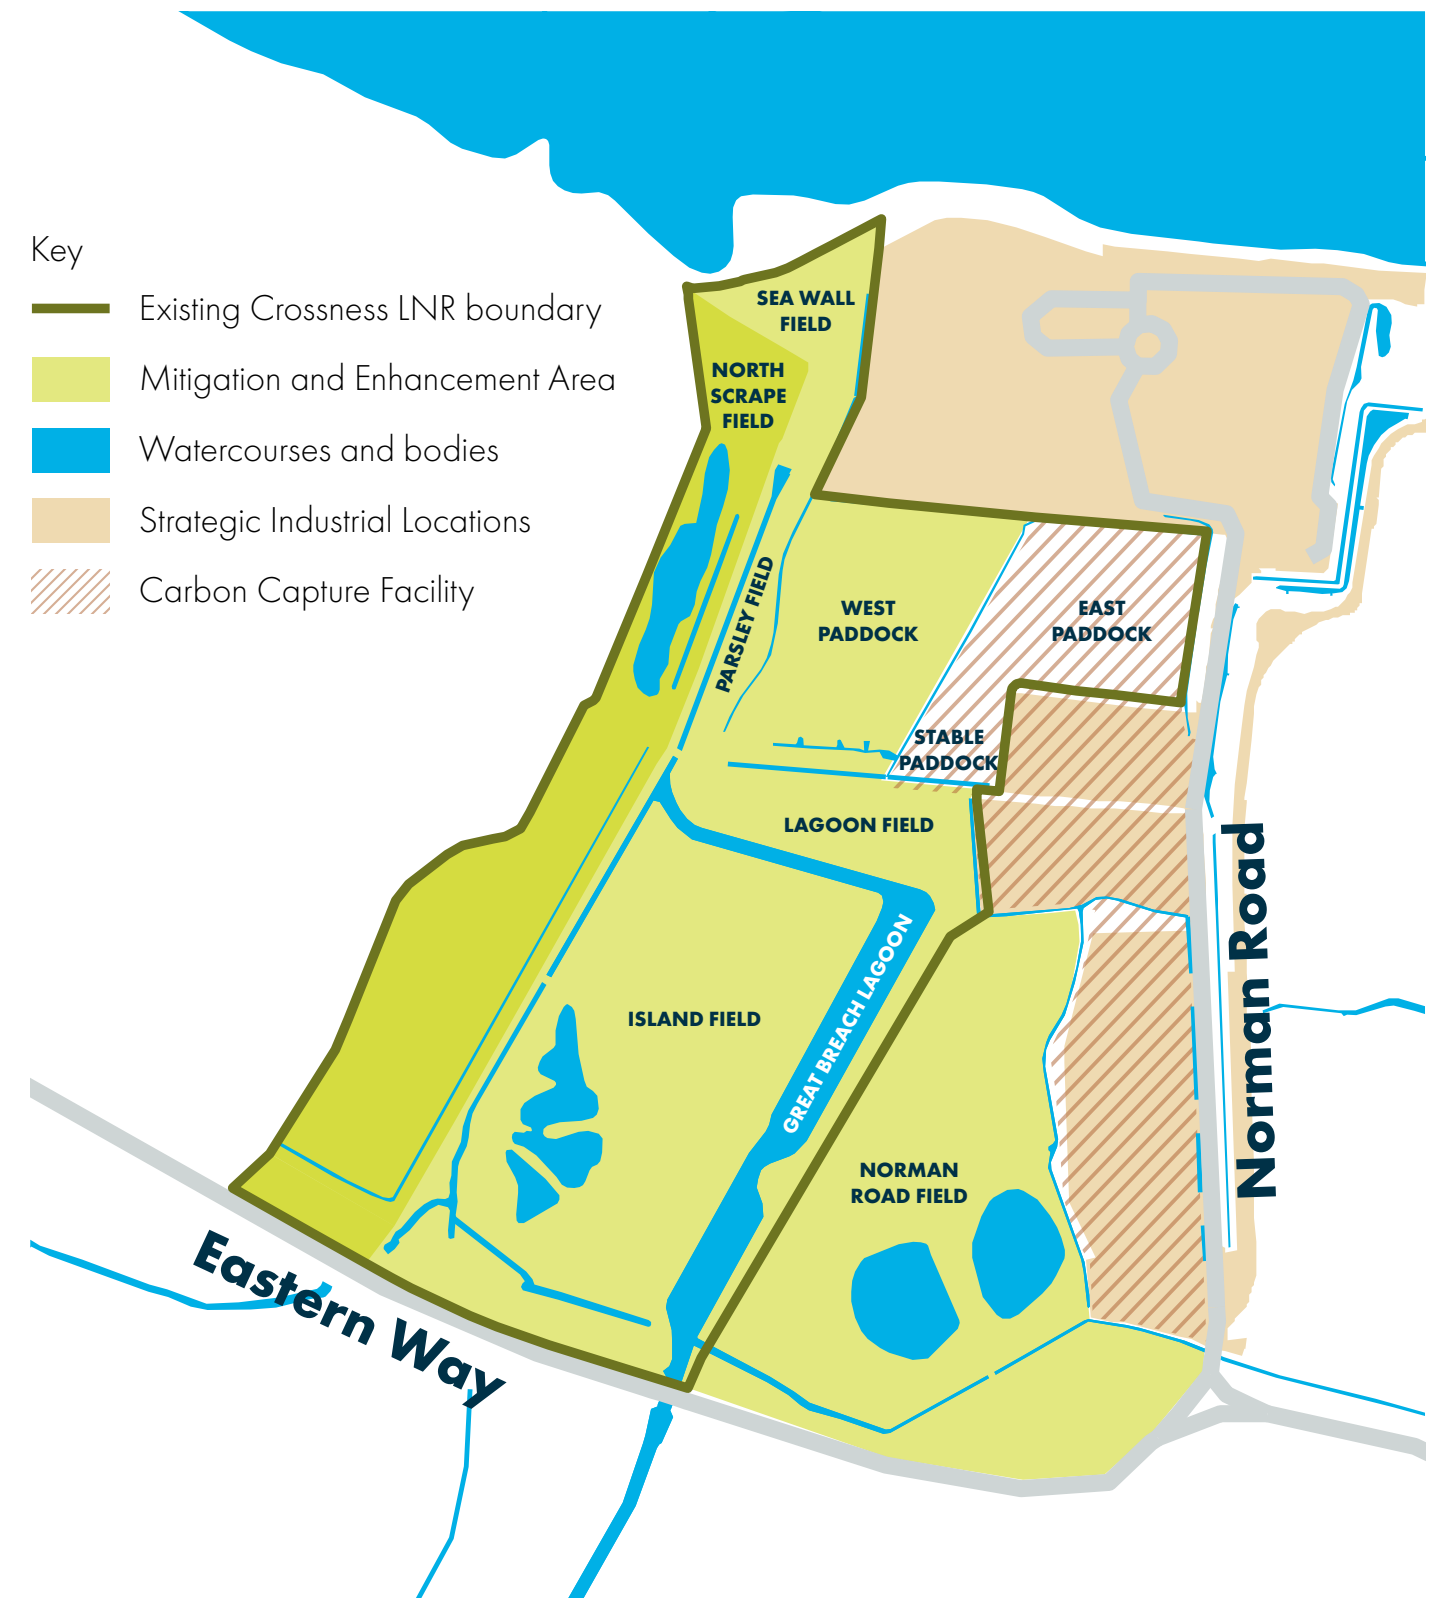 Key
Existing Crossness LNR boundary
Mitigation and Enhancement Area
Watercourses and bodies
Strategic Industrial Locations
Carbon Capture Facility
SEA WALL
FIELD
NORTH
SCRAPE
FIELD
PARSLEY FIELD
WEST
PADDOCK
EAST
PADDOCK
STABLE
PADDOCK
LAGOON FIELD
GREAT BREACH LAGOON
ISLAND FIELD
NORMAN
ROAD FIELD
Norman Road
Eastern Way